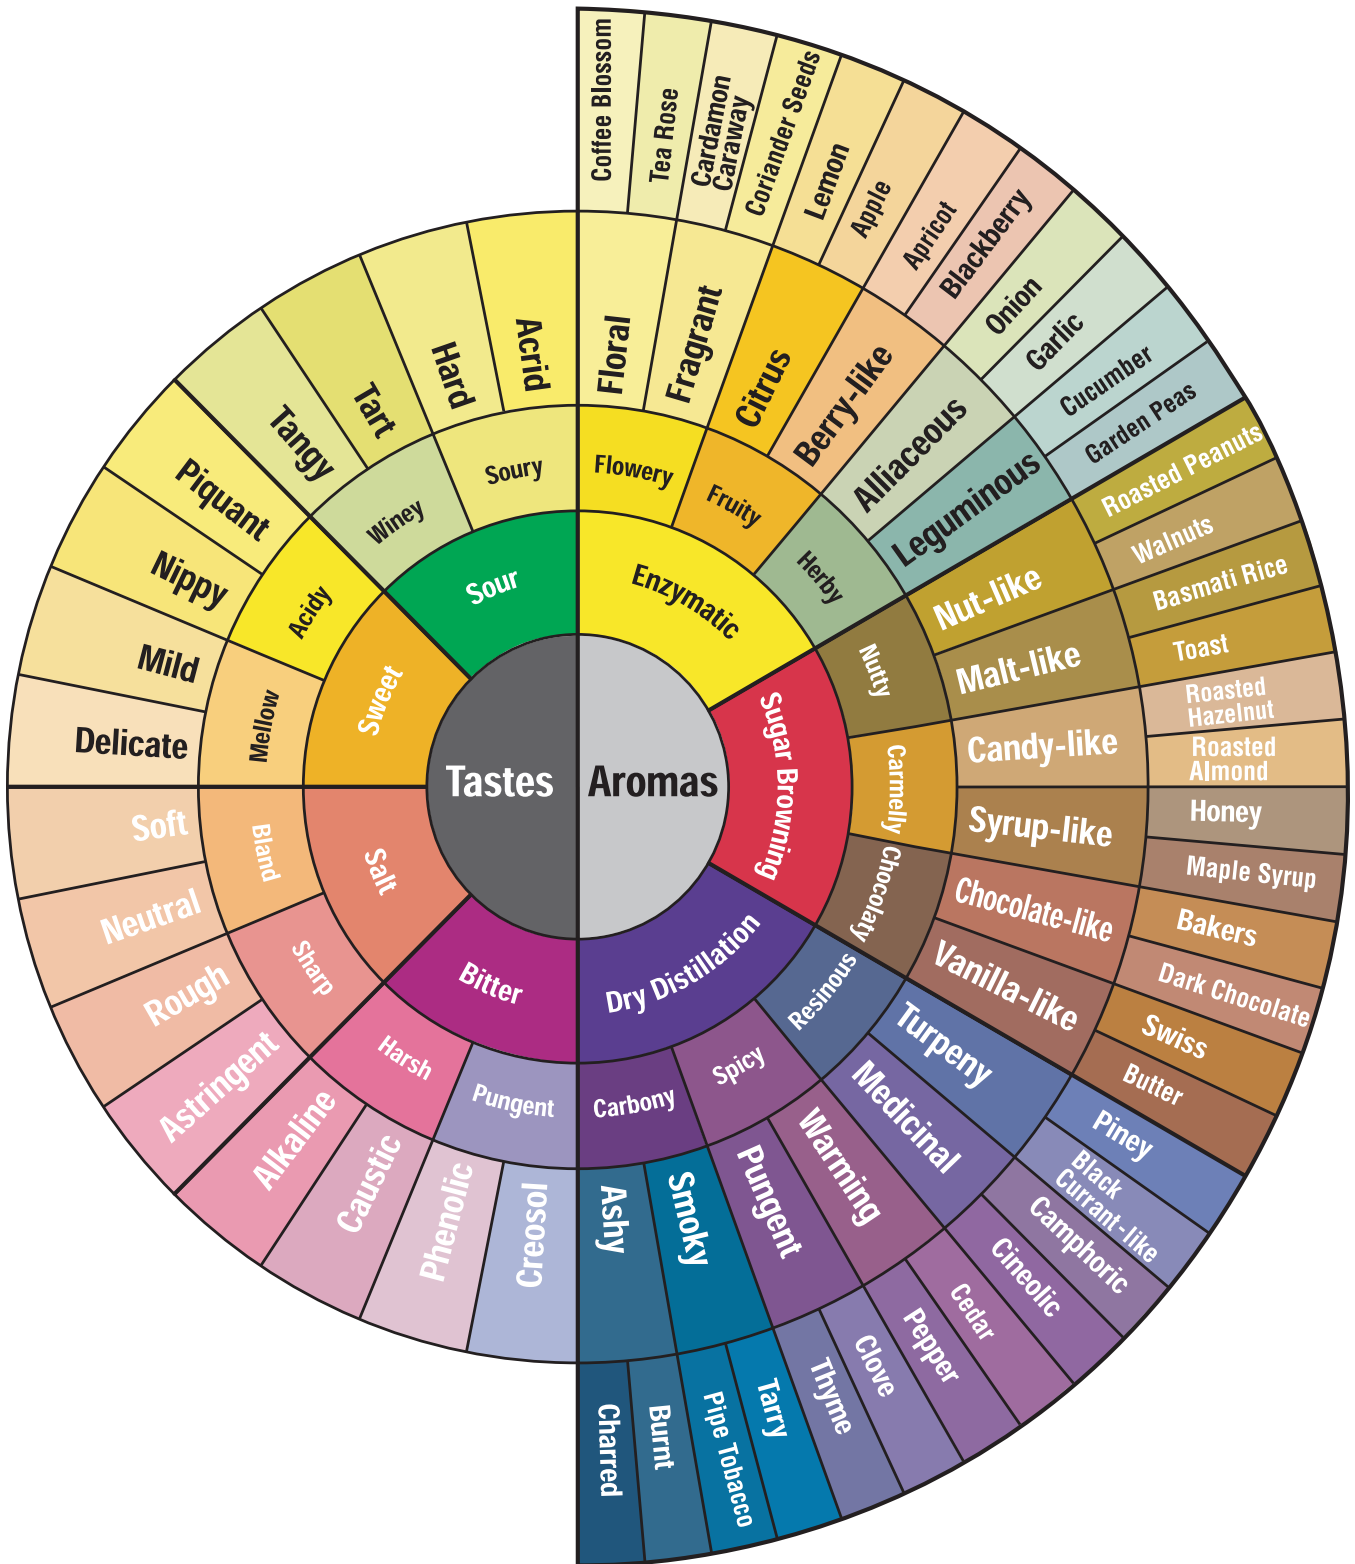 Tastes
Aromas
Sour
Sweet
Salt
Bitter
Enzymatic
Sugar Browning
Dry Distillation
Soury
Winey
Acidy
Mellow
Bland
Sharp
Harsh
Pungent
Flowery
Fruity
Herby
Nutty
Carmelly
Chocolaty
Resinous
Spicy
Carbony
Acrid
Hard
Tart
Tangy
Piquant
Nippy
Mild
Delicate
Soft
Neutral
Rough
Astringent
Alkaline
Caustic
Phenolic
Creosol
Floral
Fragrant
Citrus
Berry-like
Alliaceous
Leguminous
Nut-like
Malt-like
Candy-like
Syrup-like
Chocolate-like
Vanilla-like
Turpeny
Medicinal
Warming
Pungent
Smoky
Ashy
Coffee Blossom
Tea Rose
Cardamon
Caraway
Coriander Seeds
Lemon
Apple
Apricot
Blackberry
Onion
Garlic
Cucumber
Garden Peas
Roasted Peanuts
Walnuts
Basmati Rice
Toast
Roasted
Hazelnut
Roasted
Almond
Honey
Maple Syrup
Bakers
Dark Chocolate
Swiss
Butter
Piney
Black
Currant-like
Camphoric
Cineolic
Cedar
Pepper
Clove
Thyme
Tarry
Pipe Tobacco
Burnt
Charred